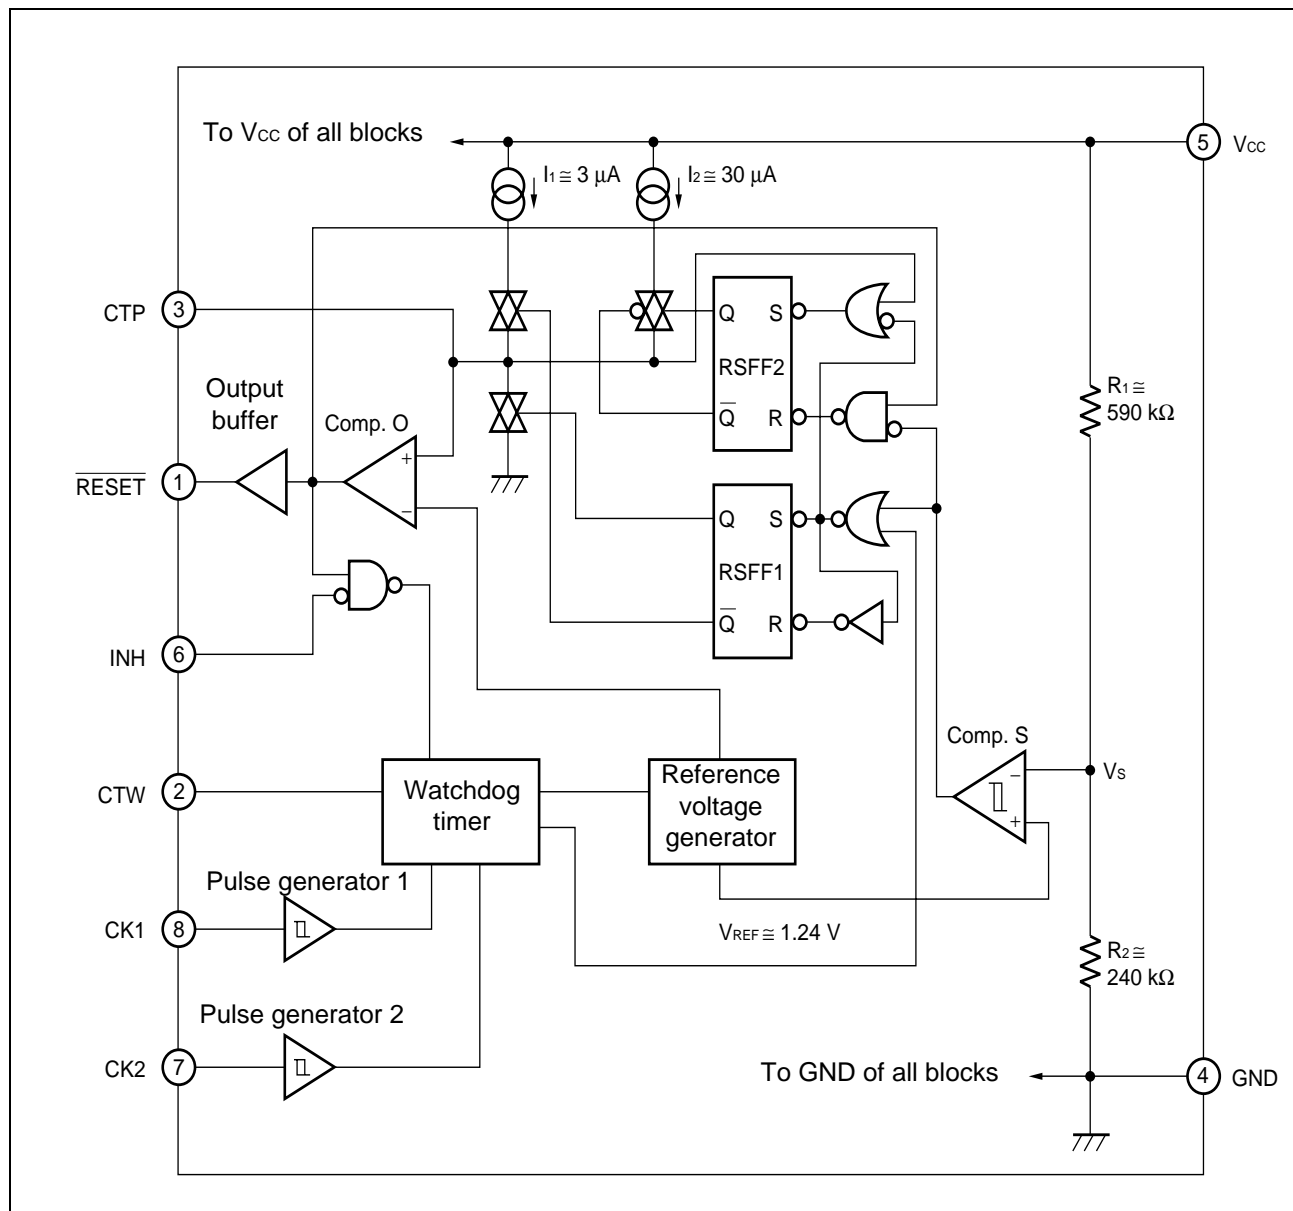 To VCC of all blocks
5
VCC
I1 ≅ 3 μA
I2 ≅ 30 μA
CTP
3
Q
S
RSFF2
Q̅
R
R1 ≅
590 kΩ
Output
buffer
Comp. O
+
−
R̅E̅S̅E̅T̅
1
Q
S
RSFF1
Q̅
R
INH
6
Comp. S
−
+
VS
CTW
2
Watchdog
timer
Reference
voltage
generator
Pulse generator 1
CK1
8
VREF ≅ 1.24 V
R2 ≅
240 kΩ
Pulse generator 2
CK2
7
To GND of all blocks
4
GND